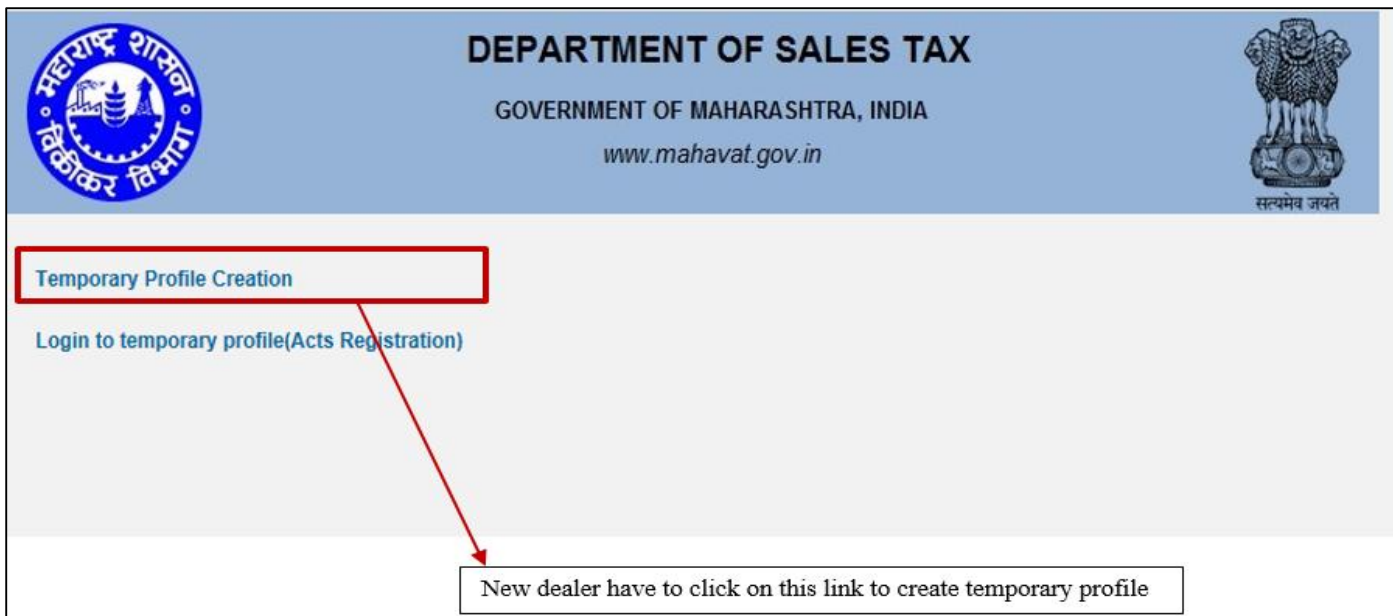 महाराष्ट्र शासन
विक्रीकर विभाग
DEPARTMENT OF SALES TAX
GOVERNMENT OF MAHARASHTRA, INDIA
www.mahavat.gov.in
सत्यमेव जयते
Temporary Profile Creation
Login to temporary profile(Acts Registration)
New dealer have to click on this link to create temporary profile